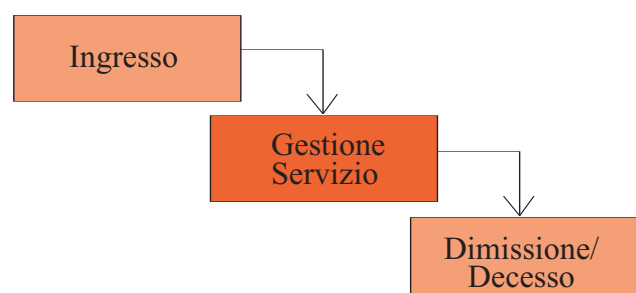 Ingresso
Gestione
Servizio
Dimissione/
Decesso